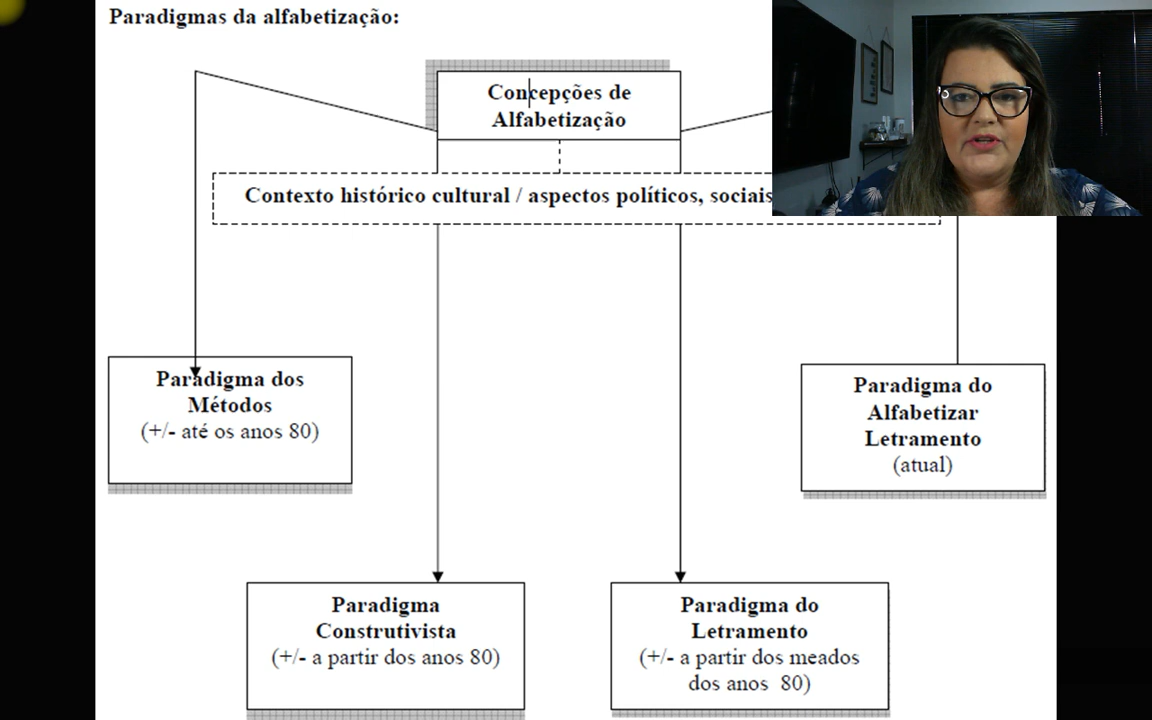 Paradigmas da alfabetização:
Concepções de
Alfabetização
Contexto histórico cultural / aspectos políticos, sociais
Paradigma dos
Métodos
(+/- até os anos 80)
Paradigma do
Alfabetizar
Letramento
(atual)
Paradigma
Construtivista
(+/- a partir dos anos 80)
Paradigma do
Letramento
(+/- a partir dos meados
dos anos 80)